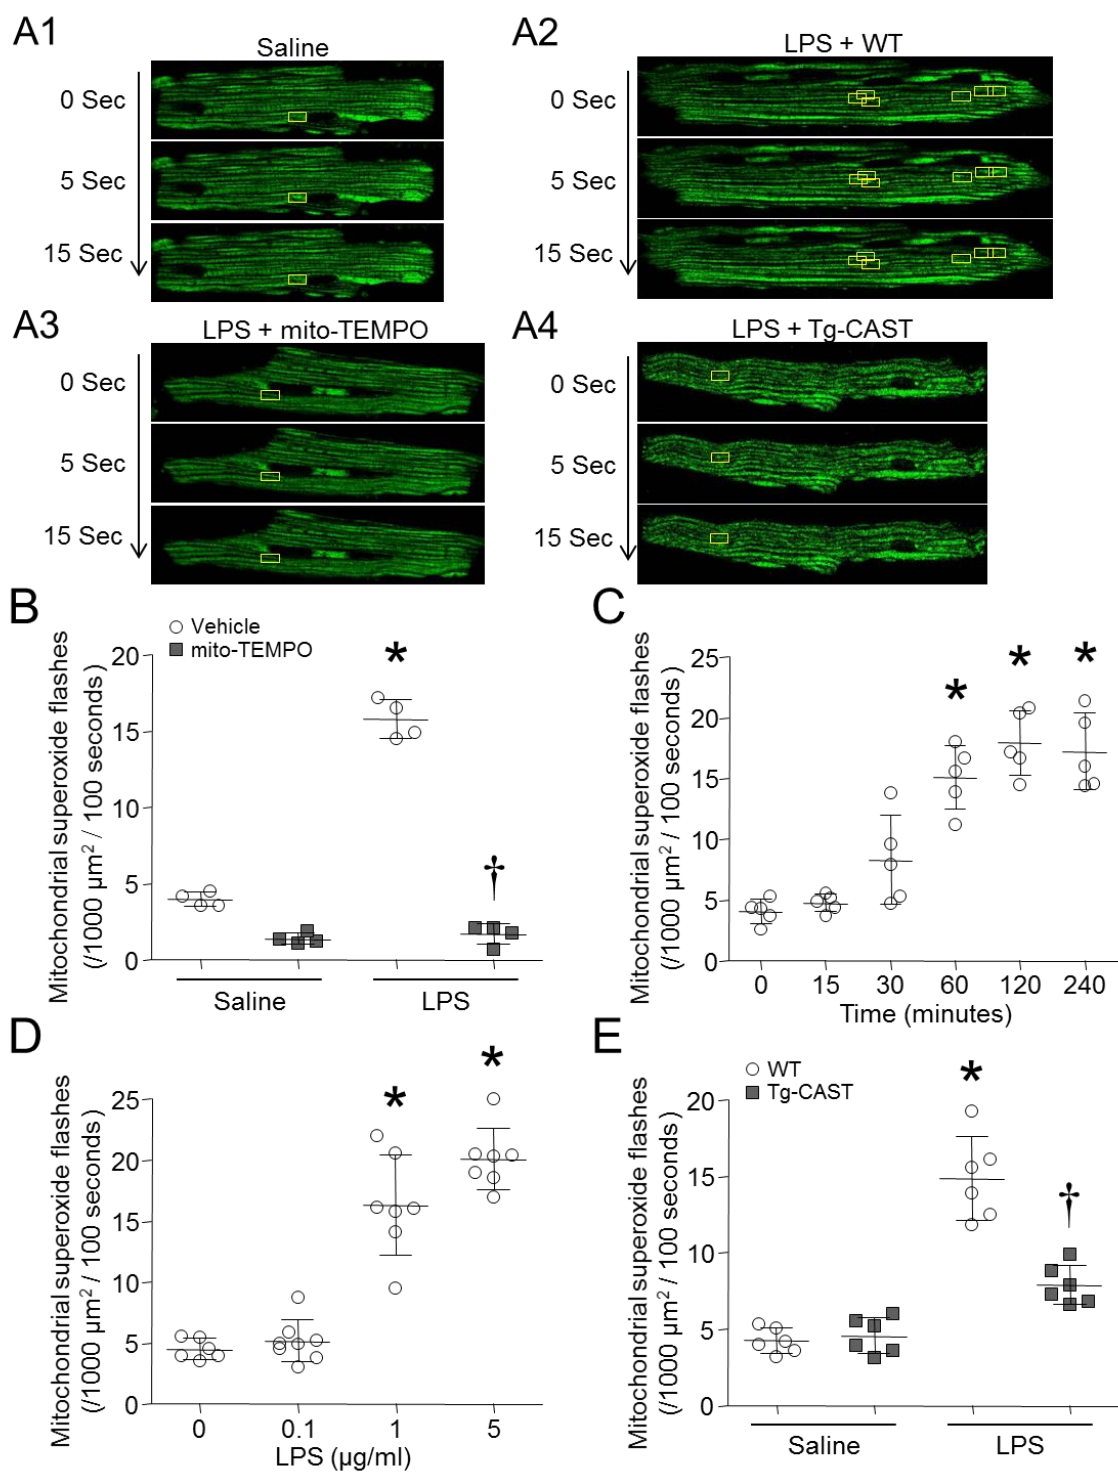 A1
Saline
0 Sec
5 Sec
15 Sec
A2
LPS + WT
0 Sec
5 Sec
15 Sec
A3
LPS + mito-TEMPO
0 Sec
5 Sec
15 Sec
A4
LPS + Tg-CAST
0 Sec
5 Sec
15 Sec
B
Mitochondrial superoxide flashes
(/1000 µm² / 100 seconds )
Vehicle
mito-TEMPO
20
15
10
5
0
*
†
Saline LPS
C
Mitochondrial superoxide flashes
(/1000 µm² / 100 seconds )
25
20
15
10
5
0
* * *
0 15 30 60 120 240
Time (minutes)
D
Mitochondrial superoxide flashes
(/1000 µm² / 100 seconds )
25
20
15
10
5
0
* *
0 0.1 1 5
LPS (µg/ml)
E
Mitochondrial superoxide flashes
(/1000 µm² / 100 seconds )
WT
Tg-CAST
20
15
10
5
0
*
†
Saline LPS